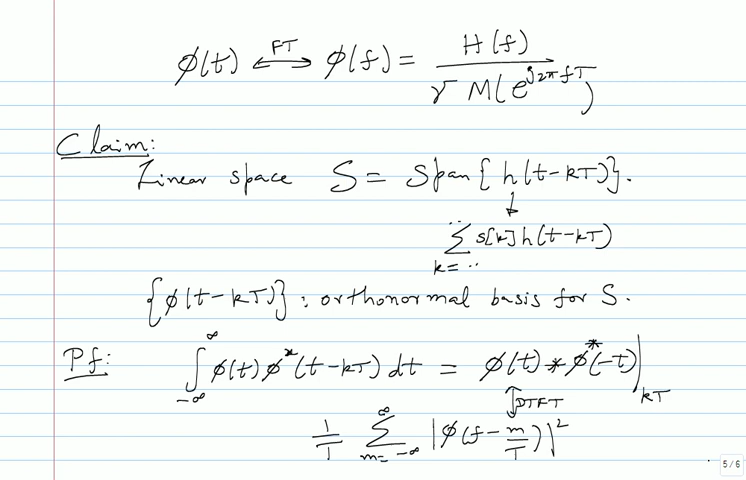 ϕ(t) ←FT→ ϕ(f) = H(f) / γ M(e^{j2πfT})
Claim:
Linear space S = Span{ h(t-kT)}.
↓
∑_{k=..}^{..} s[k] h(t-kT)
{ϕ(t-kT)} : orthonormal basis for S.
Pf: ∫_{-∞}^{∞} ϕ(t) ϕ*(t-kT) dt = ϕ(t) * ϕ*(-t)|_{kT}
↕DTFT
1/T ∑_{m=-∞}^{∞} |ϕ(f - m/T)|²
5/6